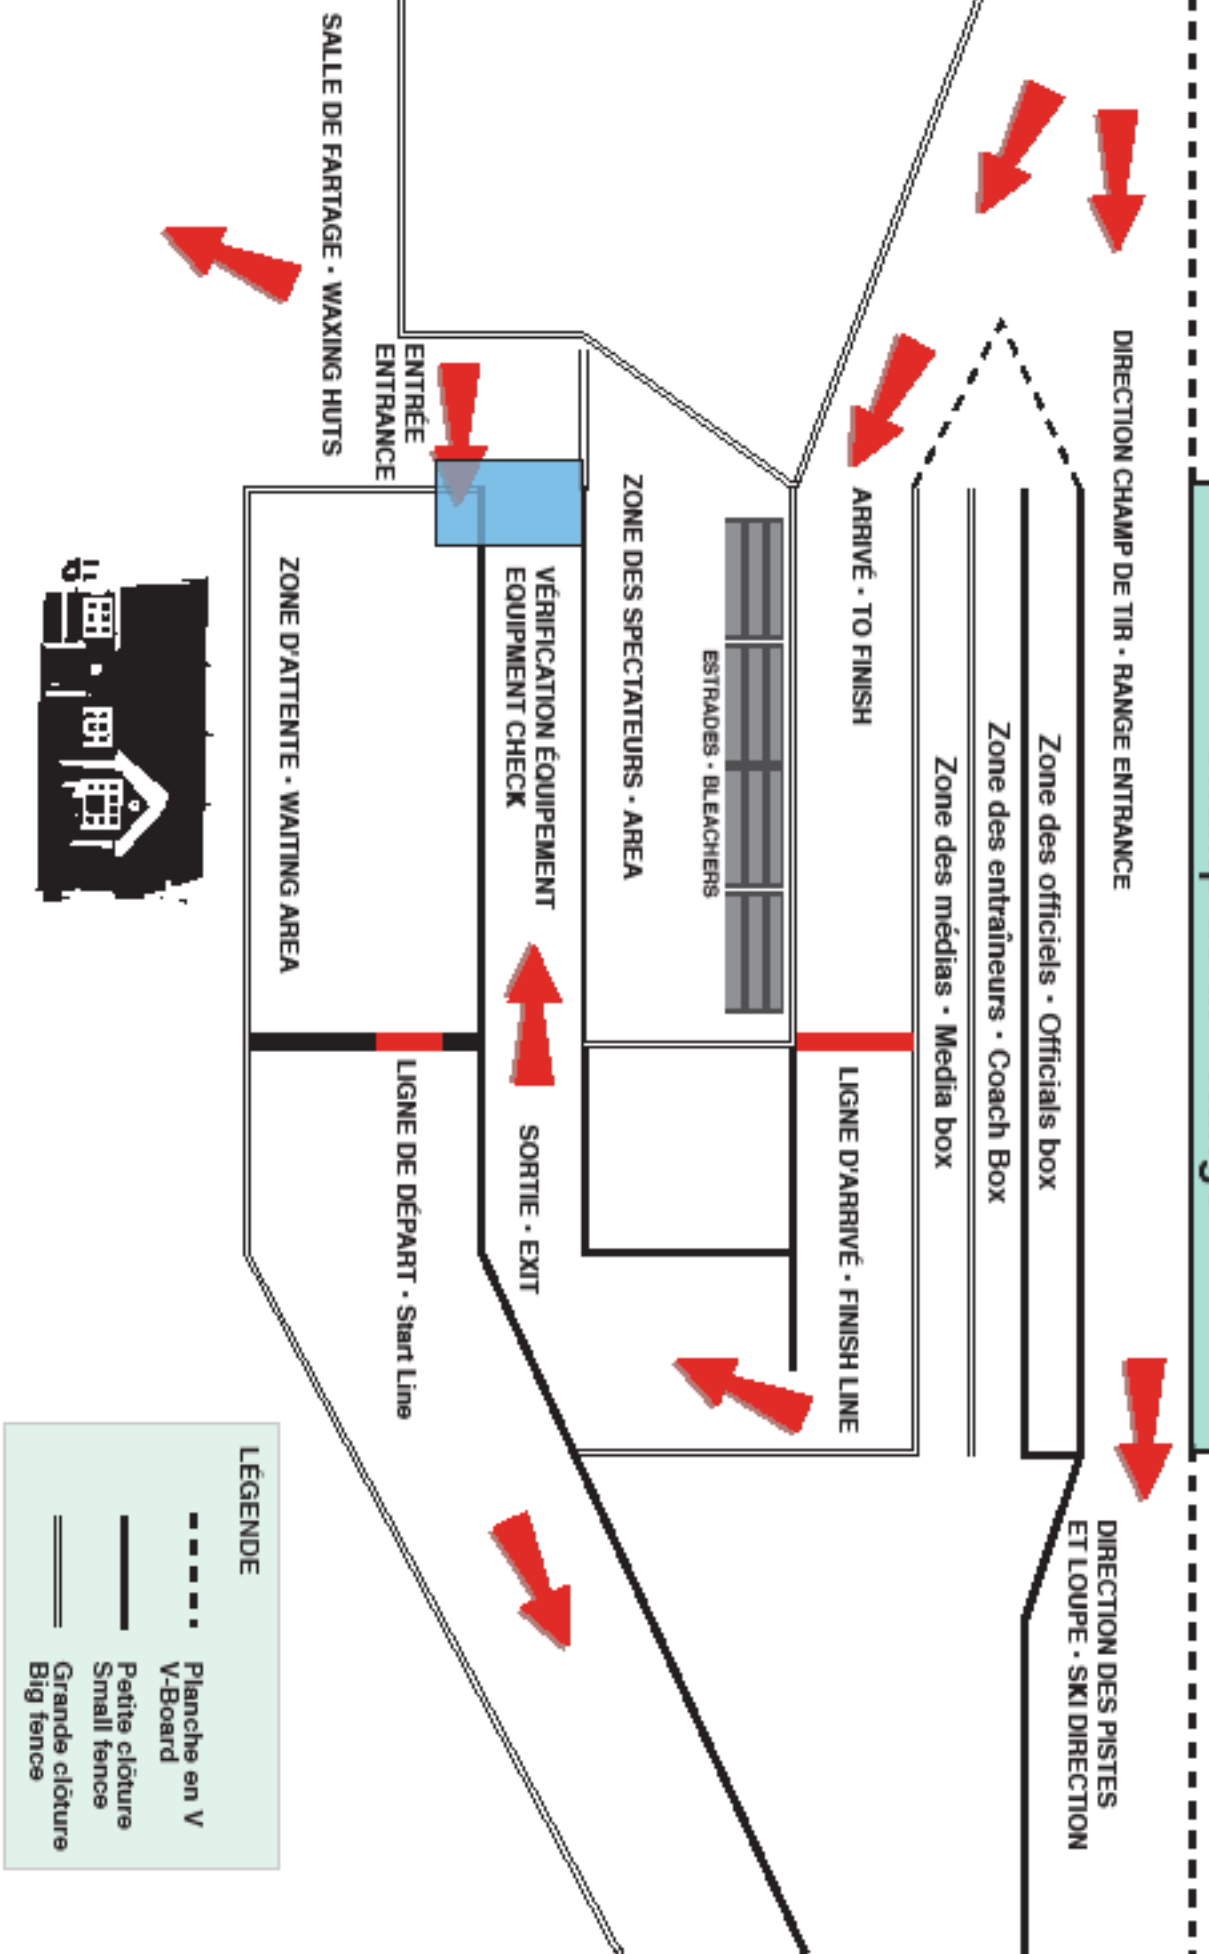 DIRECTION CHAMP DE TIR • RANGE ENTRANCE
DIRECTION DES PISTES
ET LOUPE • SKI DIRECTION
Zone des officiels • Officials box
Zone des entraîneurs • Coach Box
Zone des médias • Media box
ARRIVÉ • TO FINISH
LIGNE D'ARRIVÉ • FINISH LINE
ESTRADES • BLEACHERS
ZONE DES SPECTATEURS • AREA
VÉRIFICATION ÉQUIPEMENT
EQUIPMENT CHECK
SORTIE • EXIT
ENTRÉE
ENTRANCE
LIGNE DE DÉPART • Start Line
SALLE DE FARTAGE • WAXING HUTS
ZONE D'ATTENTE • WAITING AREA
LÉGENDE
Planche en V
V-Board
Petite clôture
Small fence
Grande clôture
Big fence